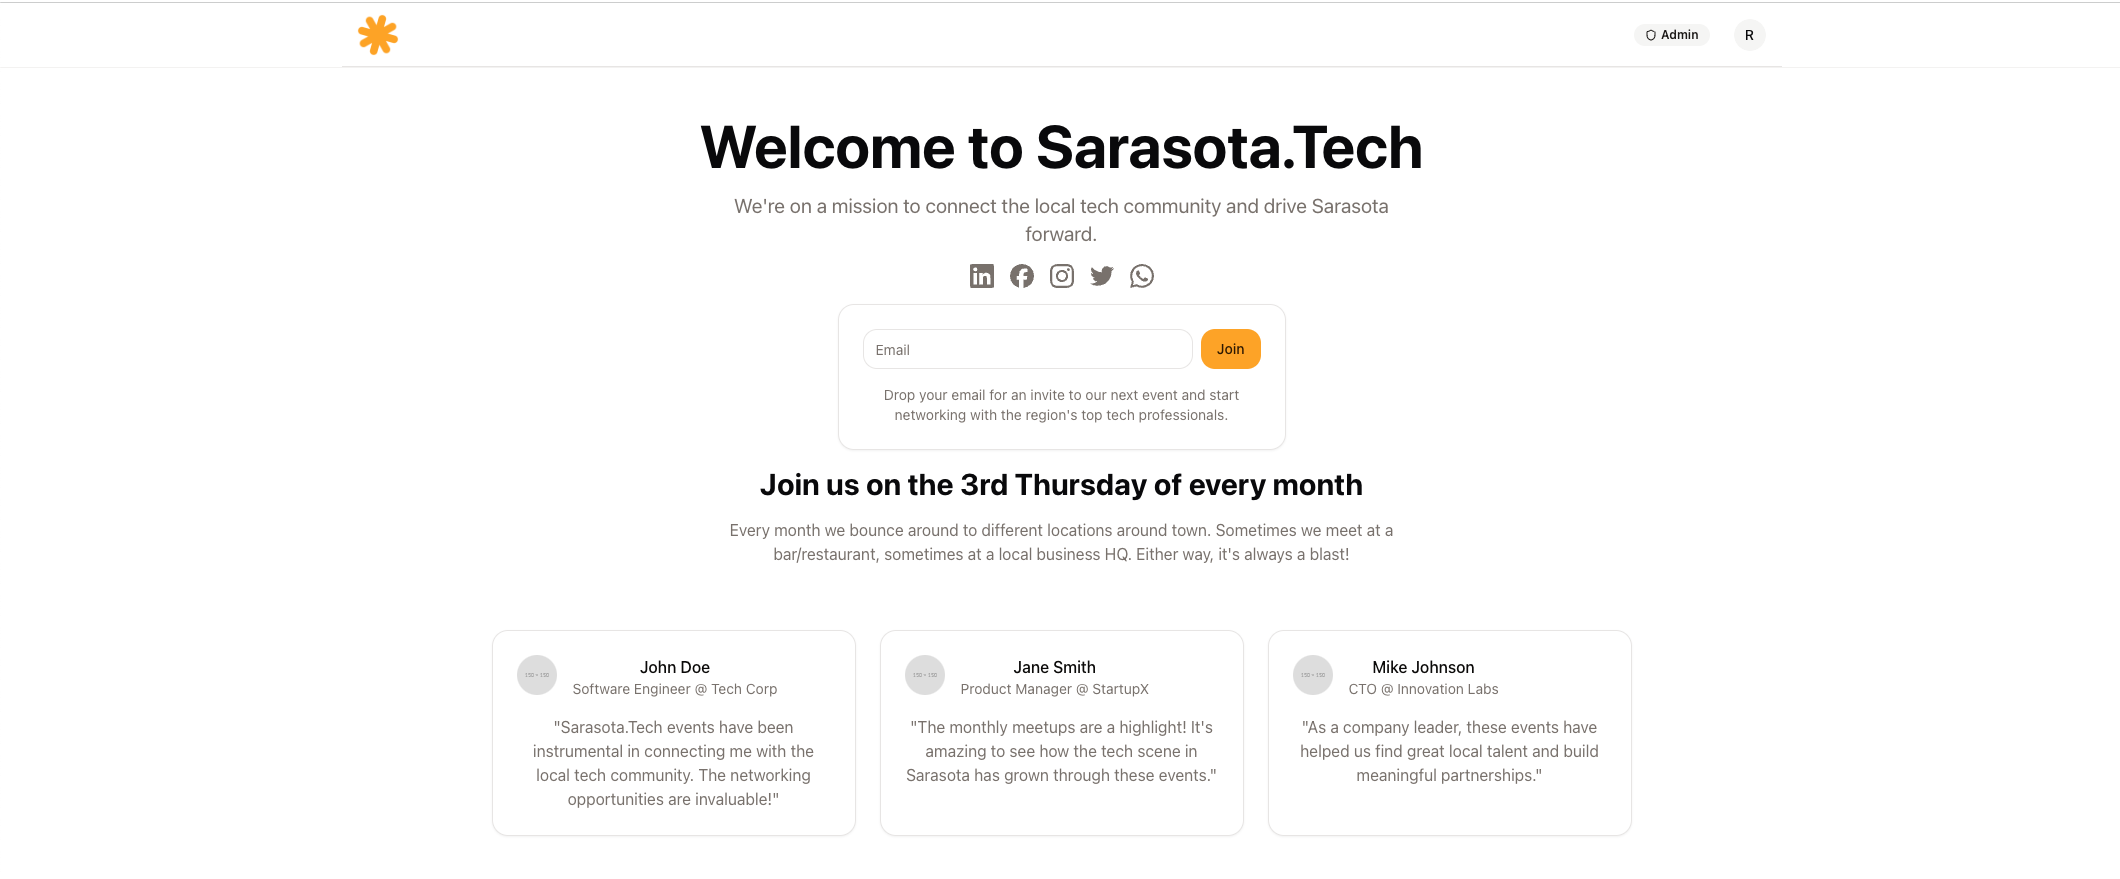 Admin
R
Welcome to Sarasota.Tech
We're on a mission to connect the local tech community and drive Sarasota
forward.
Email
Join
Drop your email for an invite to our next event and start
networking with the region's top tech professionals.
Join us on the 3rd Thursday of every month
Every month we bounce around to different locations around town. Sometimes we meet at a
bar/restaurant, sometimes at a local business HQ. Either way, it's always a blast!
150 × 150
John Doe
Software Engineer @ Tech Corp
"Sarasota.Tech events have been
instrumental in connecting me with the
local tech community. The networking
opportunities are invaluable!"
150 × 150
Jane Smith
Product Manager @ StartupX
"The monthly meetups are a highlight! It's
amazing to see how the tech scene in
Sarasota has grown through these events."
150 × 150
Mike Johnson
CTO @ Innovation Labs
"As a company leader, these events have
helped us find great local talent and build
meaningful partnerships."